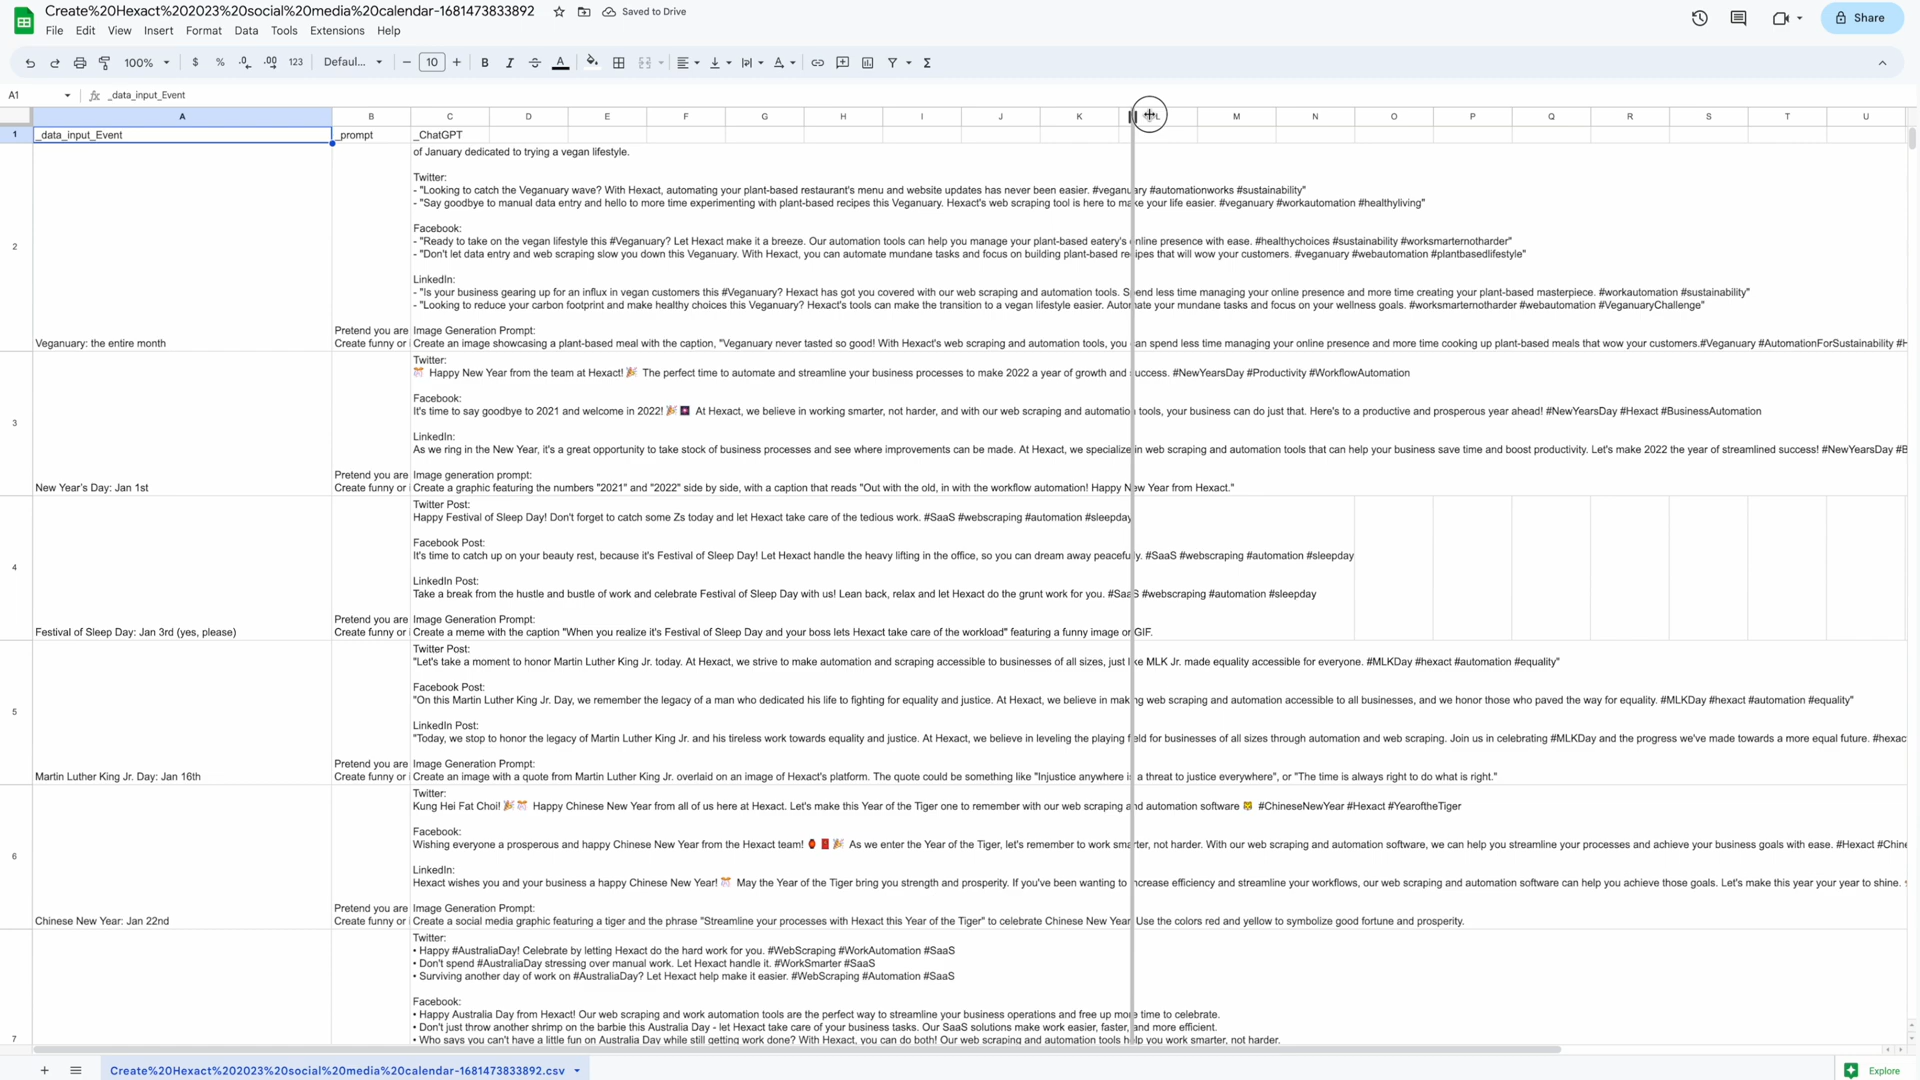 Create%20Hexact%202023%20social%20media%20calendar-1681473833892
Saved to Drive
Share
File Edit View Insert Format Data Tools Extensions Help
100% $ % .0 .00 123 Defaul... 10 B I A
A1 _data_input_Event
A B C D E F G H I J K L M N O P Q R S T U
1 _data_input_Event _prompt _ChatGPT
of January dedicated to trying a vegan lifestyle.
Twitter:
- "Looking to catch the Veganuary wave? With Hexact, automating your plant-based restaurant's menu and website updates has never been easier. #veganuary #automationworks #sustainability"
- "Say goodbye to manual data entry and hello to more time experimenting with plant-based recipes this Veganuary. Hexact's web scraping tool is here to make your life easier. #veganuary #workautomation #healthyliving"
Facebook:
- "Ready to take on the vegan lifestyle this #Veganuary? Let Hexact make it a breeze. Our automation tools can help you manage your plant-based eatery's online presence with ease. #healthychoices #sustainability #worksmarternotharder"
- "Don't let data entry and web scraping slow you down this Veganuary. With Hexact, you can automate mundane tasks and focus on building plant-based recipes that will wow your customers. #veganuary #webautomation #plantbasedlifestyle"
LinkedIn:
- "Is your business gearing up for an influx in vegan customers this #Veganuary? Hexact has got you covered with our web scraping and automation tools. Spend less time managing your online presence and more time creating your plant-based masterpiece. #workautomation #sustainability"
- "Looking to reduce your carbon footprint and make healthy choices this Veganuary? Hexact's tools can make the transition to a vegan lifestyle easier. Automate your mundane tasks and focus on your wellness goals. #worksmarternotharder #webautomation #VeganuaryChallenge"
Pretend you are Image Generation Prompt:
2 Veganuary: the entire month Create funny or i Create an image showcasing a plant-based meal with the caption, "Veganuary never tasted so good! With Hexact's web scraping and automation tools, you can spend less time managing your online presence and more time cooking up plant-based meals that wow your customers.#Veganuary #AutomationForSustainability #H
Twitter:
🎊 Happy New Year from the team at Hexact!🎉 The perfect time to automate and streamline your business processes to make 2022 a year of growth and success. #NewYearsDay #Productivity #WorkflowAutomation
Facebook:
It's time to say goodbye to 2021 and welcome in 2022!🎉🎆 At Hexact, we believe in working smarter, not harder, and with our web scraping and automation tools, your business can do just that. Here's to a productive and prosperous year ahead! #NewYearsDay #Hexact #BusinessAutomation
LinkedIn:
As we ring in the New Year, it's a great opportunity to take stock of business processes and see where improvements can be made. At Hexact, we specialize in web scraping and automation tools that can help your business save time and boost productivity. Let's make 2022 the year of streamlined success! #NewYearsDay #B
Pretend you are Image generation prompt:
3 New Year's Day: Jan 1st Create funny or i Create a graphic featuring the numbers "2021" and "2022" side by side, with a caption that reads "Out with the old, in with the workflow automation! Happy New Year from Hexact."
Twitter Post:
Happy Festival of Sleep Day! Don't forget to catch some Zs today and let Hexact take care of the tedious work. #SaaS #webscraping #automation #sleepday
Facebook Post:
It's time to catch up on your beauty rest, because it's Festival of Sleep Day! Let Hexact handle the heavy lifting in the office, so you can dream away peacefully. #SaaS #webscraping #automation #sleepday
LinkedIn Post:
Take a break from the hustle and bustle of work and celebrate Festival of Sleep Day with us! Lean back, relax and let Hexact do the grunt work for you. #SaaS #webscraping #automation #sleepday
Pretend you are Image Generation Prompt:
4 Festival of Sleep Day: Jan 3rd (yes, please) Create funny or i Create a meme with the caption "When you realize it's Festival of Sleep Day and your boss lets Hexact take care of the workload" featuring a funny image or GIF.
Twitter Post:
"Let's take a moment to honor Martin Luther King Jr. today. At Hexact, we strive to make automation and scraping accessible to businesses of all sizes, just like MLK Jr. made equality accessible for everyone. #MLKDay #hexact #automation #equality"
Facebook Post:
"On this Martin Luther King Jr. Day, we remember the legacy of a man who dedicated his life to fighting for equality and justice. At Hexact, we believe in making web scraping and automation accessible to all businesses, and we honor those who paved the way for equality. #MLKDay #hexact #automation #equality"
LinkedIn Post:
"Today, we stop to honor the legacy of Martin Luther King Jr. and his tireless work towards equality and justice. At Hexact, we believe in leveling the playing field for businesses of all sizes through automation and web scraping. Join us in celebrating #MLKDay and the progress we've made towards a more equal future. #hexac
Pretend you are Image Generation Prompt:
5 Martin Luther King Jr. Day: Jan 16th Create funny or i Create an image with a quote from Martin Luther King Jr. overlaid on an image of Hexact's platform. The quote could be something like "Injustice anywhere is a threat to justice everywhere", or "The time is always right to do what is right."
Twitter:
Kung Hei Fat Choi! 🎉🎊 Happy Chinese New Year from all of us here at Hexact. Let's make this Year of the Tiger one to remember with our web scraping and automation software 🐯 #ChineseNewYear #Hexact #YearoftheTiger
Facebook:
Wishing everyone a prosperous and happy Chinese New Year from the Hexact team! 🏮🧧🎉 As we enter the Year of the Tiger, let's remember to work smarter, not harder. With our web scraping and automation software, we can help you streamline your processes and achieve your business goals with ease. #Hexact #Chine
LinkedIn:
Hexact wishes you and your business a happy Chinese New Year! 🎊 May the Year of the Tiger bring you strength and prosperity. If you've been wanting to increase efficiency and streamline your workflows, our web scraping and automation software can help you achieve those goals. Let's make this year your year to shine.
Pretend you are Image Generation Prompt:
6 Chinese New Year: Jan 22nd Create funny or i Create a social media graphic featuring a tiger and the phrase "Streamline your processes with Hexact this Year of the Tiger" to celebrate Chinese New Year. Use the colors red and yellow to symbolize good fortune and prosperity.
Twitter:
• Happy #AustraliaDay! Celebrate by letting Hexact do the hard work for you. #WebScraping #WorkAutomation #SaaS
• Don't spend #AustraliaDay stressing over manual work. Let Hexact handle it. #WorkSmarter #SaaS
• Surviving another day of work on #AustraliaDay? Let Hexact help make it easier. #WebScraping #Automation #SaaS
Facebook:
• Happy Australia Day from Hexact! Our web scraping and work automation tools are the perfect way to streamline your business operations and free up more time to celebrate.
• Don't just throw another shrimp on the barbie this Australia Day - let Hexact take care of your business tasks. Our SaaS solutions make work easier, faster, and more efficient.
7 • Who says you can't have a little fun on Australia Day while still getting work done? With Hexact, you can do both! Our web scraping and automation tools help you work smarter, not harder.
Create%20Hexact%202023%20social%20media%20calendar-1681473833892.csv
Explore